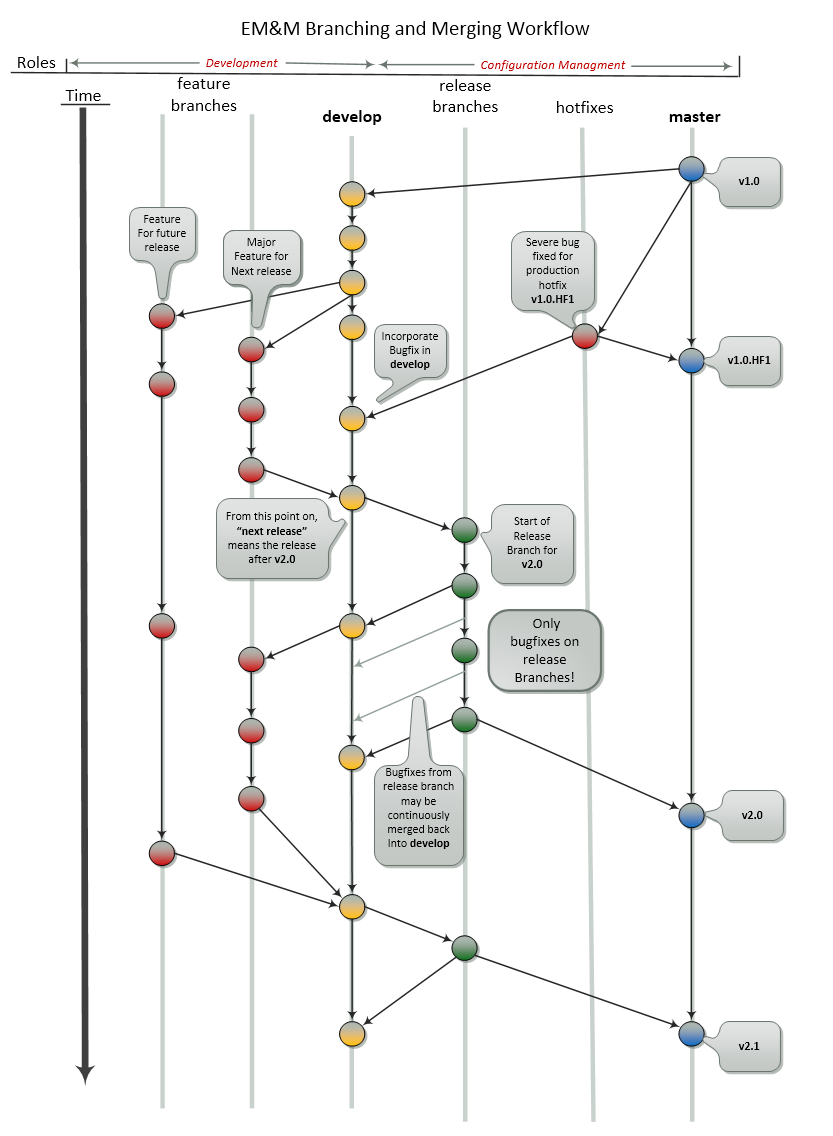 EM&M Branching and Merging Workflow
Roles
Development
Configuration Managment
Time
feature
branches
develop
release
branches
hotfixes
master
v1.0
Feature
For future
release
Major
Feature for
Next release
Severe bug
fixed for
production
hotfix
v1.0.HF1
Incorporate
Bugfix in
develop
v1.0.HF1
From this point on,
“next release”
means the release
after v2.0
Start of
Release
Branch for
v2.0
Only
bugfixes on
release
Branches!
Bugfixes from
release branch
may be
continuously
merged back
Into develop
v2.0
v2.1